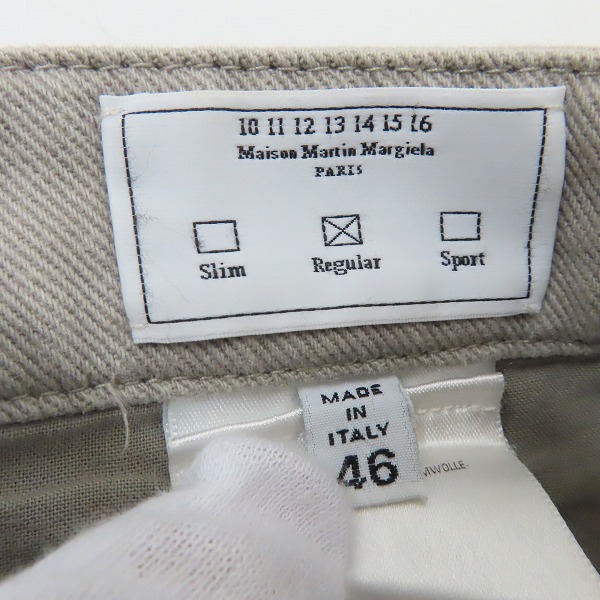 10 11 12 13 14 15 16
Maison Martin Margiela
PARIS
Slim Regular Sport
MADE
IN
ITALY
46